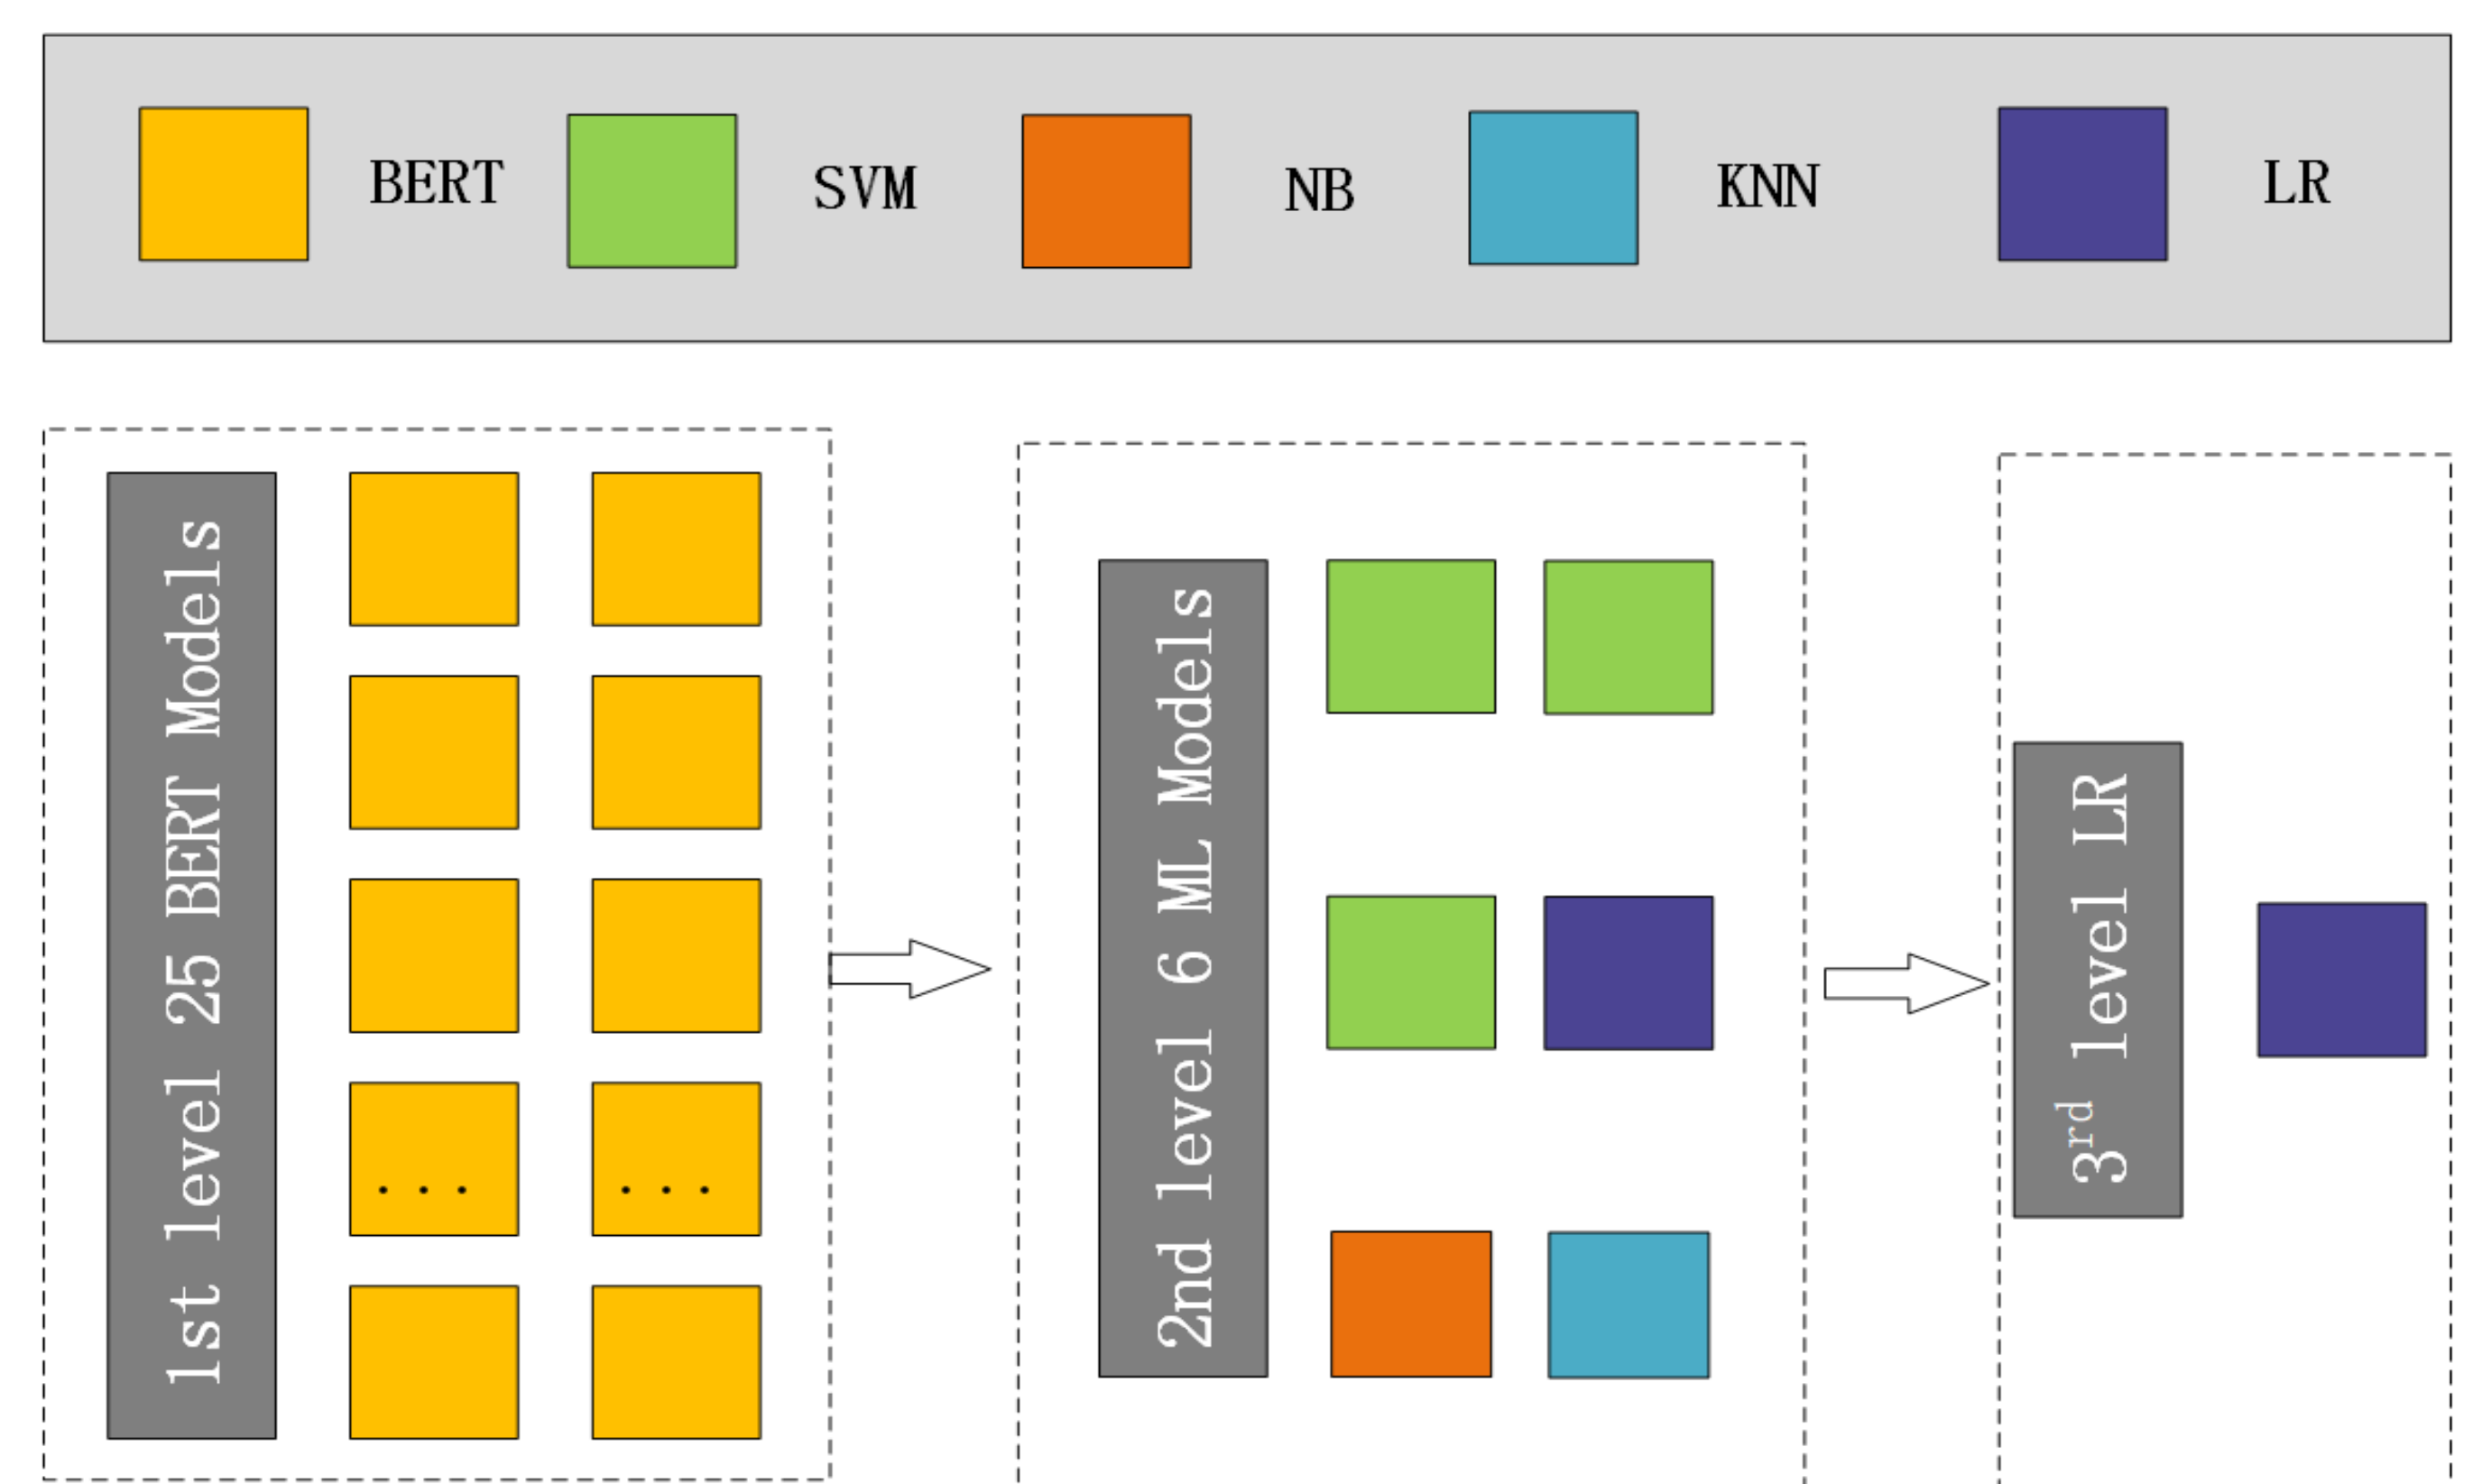 BERT
SVM
NB
KNN
LR
1st level 25 BERT Models
...
...
2nd level 6 ML Models
3rd level LR